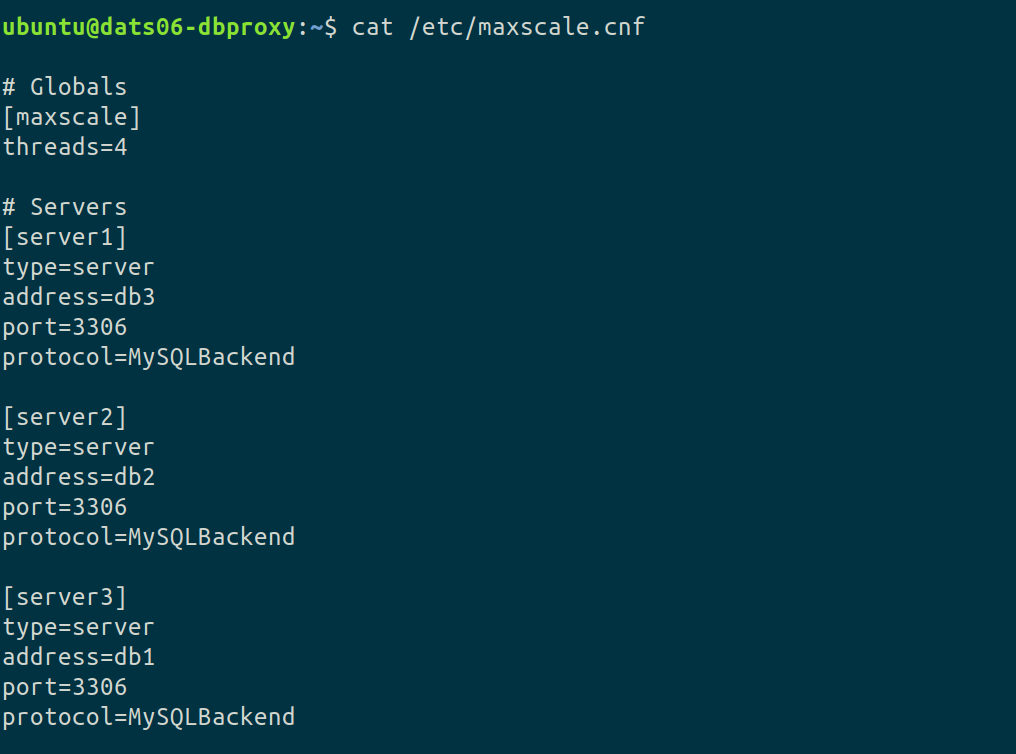 ubuntu@dats06-dbproxy:~$ cat /etc/maxscale.cnf
# Globals
[maxscale]
threads=4
# Servers
[server1]
type=server
address=db3
port=3306
protocol=MySQLBackend
[server2]
type=server
address=db2
port=3306
protocol=MySQLBackend
[server3]
type=server
address=db1
port=3306
protocol=MySQLBackend